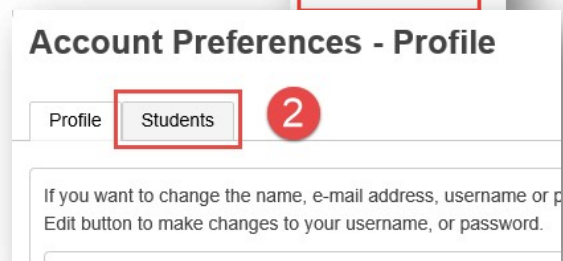 Account Preferences - Profile
Profile Students 2
If you want to change the name, e-mail address, username or
Edit button to make changes to your username, or password.